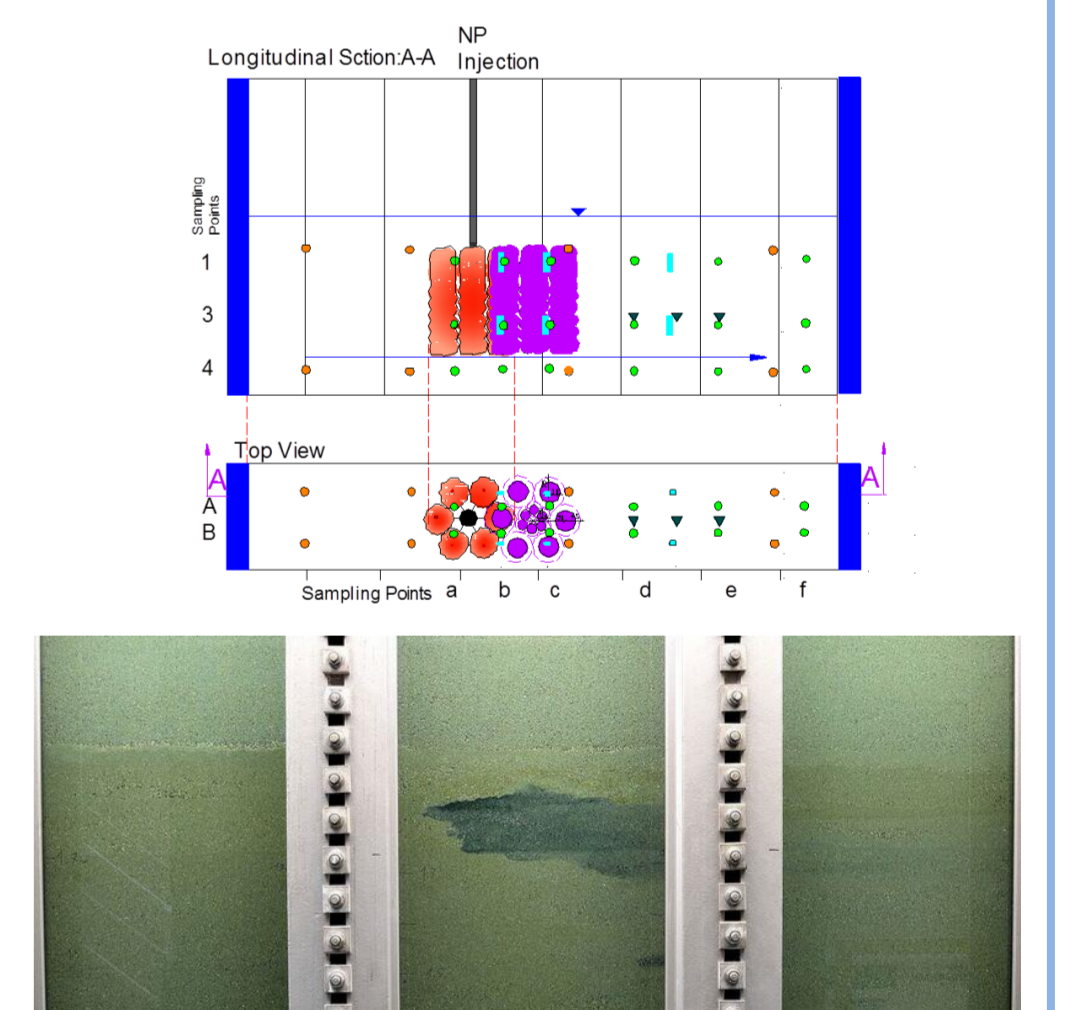 NP
Longitudinal Sction:A-A Injection
Sampling
Points
1
3
4
Top View
A A
A
B
Sampling Points a b c d e f